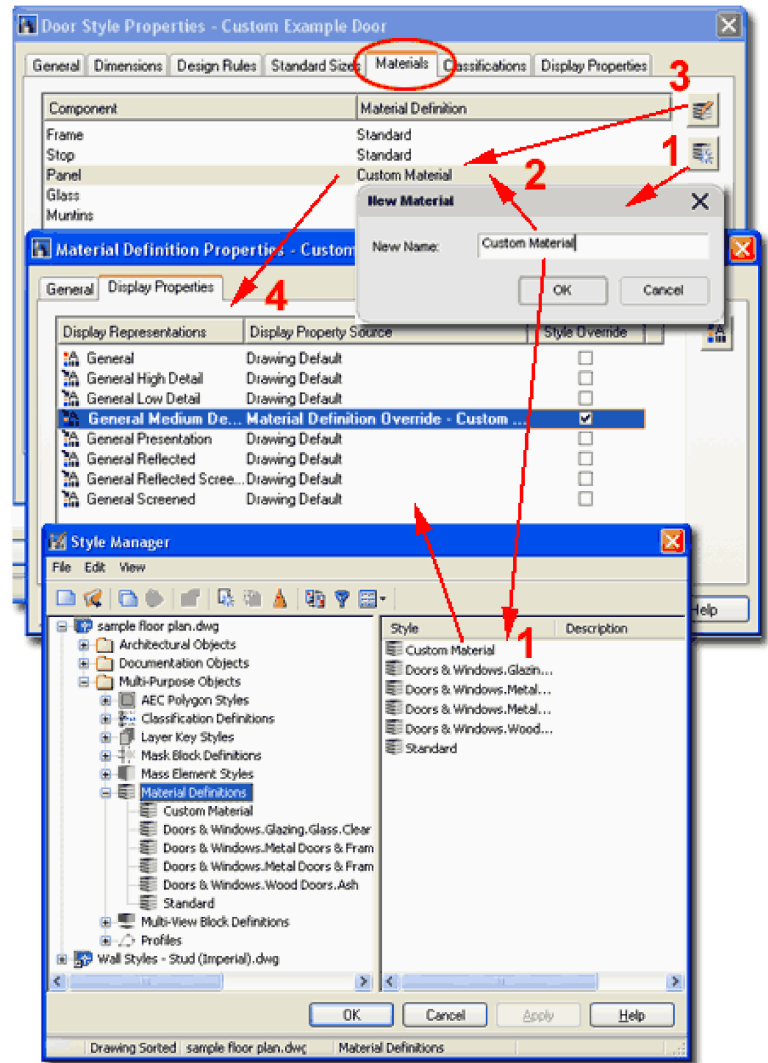 Door Style Properties - Custom Example Door
General Dimensions Design Rules Standard Sizes Materials Classifications Display Properties
3
Component Material Definition
Frame Standard
Stop Standard
1
Panel Custom Material
2
Glass
Muntins
New Material
New Name: Custom Material
OK Cancel
Material Definition Properties - Custom
General Display Properties
4
Display Representations Display Property Source Style Override
General Drawing Default
General High Detail Drawing Default
General Low Detail Drawing Default
General Medium De... Material Definition Override - Custom ...
General Presentation Drawing Default
General Reflected Drawing Default
General Reflected Scree... Drawing Default
General Screened Drawing Default
Help
Style Manager
File Edit View
sample floor plan.dwg
Architectural Objects
Documentation Objects
Multi-Purpose Objects
AEC Polygon Styles
Classification Definitions
Layer Key Styles
Mask Block Definitions
Mass Element Styles
Material Definitions
Custom Material
Doors & Windows.Glazing.Glass.Clear
Doors & Windows.Metal Doors & Fram
Doors & Windows.Metal Doors & Fram
Doors & Windows.Wood Doors.Ash
Standard
Multi-View Block Definitions
Profiles
Wall Styles - Stud (Imperial).dwg
Style Description
1
Custom Material
Doors & Windows.Glazin...
Doors & Windows.Metal...
Doors & Windows.Metal...
Doors & Windows.Wood...
Standard
OK Cancel Apply Help
Drawing Sorted sample floor plan.dwg Material Definitions